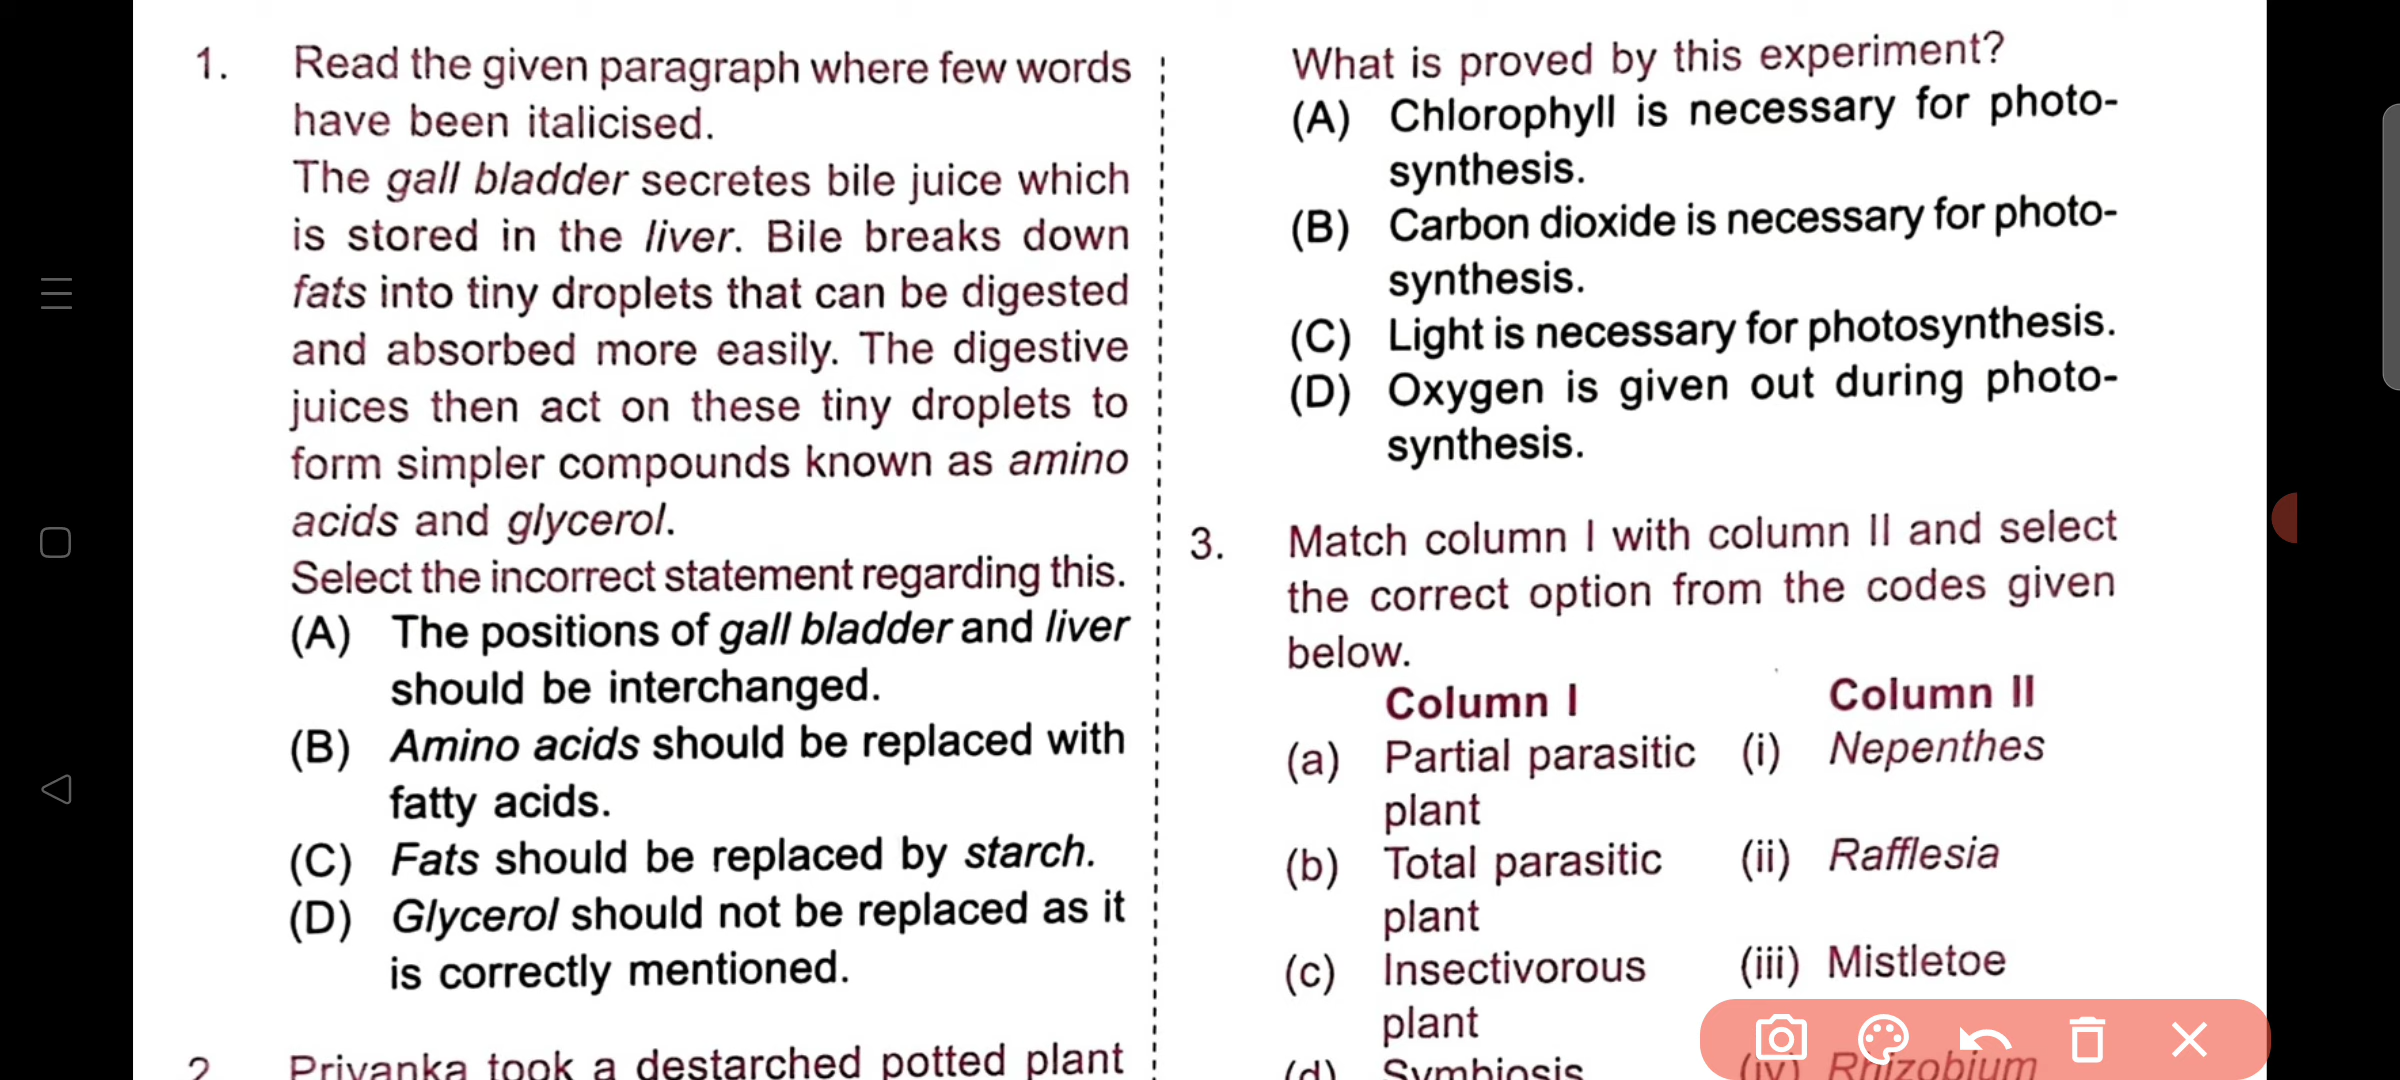 1. Read the given paragraph where few words
have been italicised.
The gall bladder secretes bile juice which
is stored in the liver. Bile breaks down
fats into tiny droplets that can be digested
and absorbed more easily. The digestive
juices then act on these tiny droplets to
form simpler compounds known as amino
acids and glycerol.
Select the incorrect statement regarding this.
(A) The positions of gall bladder and liver
should be interchanged.
(B) Amino acids should be replaced with
fatty acids.
(C) Fats should be replaced by starch.
(D) Glycerol should not be replaced as it
is correctly mentioned.
2. Priyanka took a destarched potted plant
What is proved by this experiment?
(A) Chlorophyll is necessary for photo-
synthesis.
(B) Carbon dioxide is necessary for photo-
synthesis.
(C) Light is necessary for photosynthesis.
(D) Oxygen is given out during photo-
synthesis.
3. Match column I with column II and select
the correct option from the codes given
below.
Column I Column II
(a) Partial parasitic (i) Nepenthes
plant
(b) Total parasitic (ii) Rafflesia
plant
(c) Insectivorous (iii) Mistletoe
plant
(d) Symbiosis (iv) Rhizobium